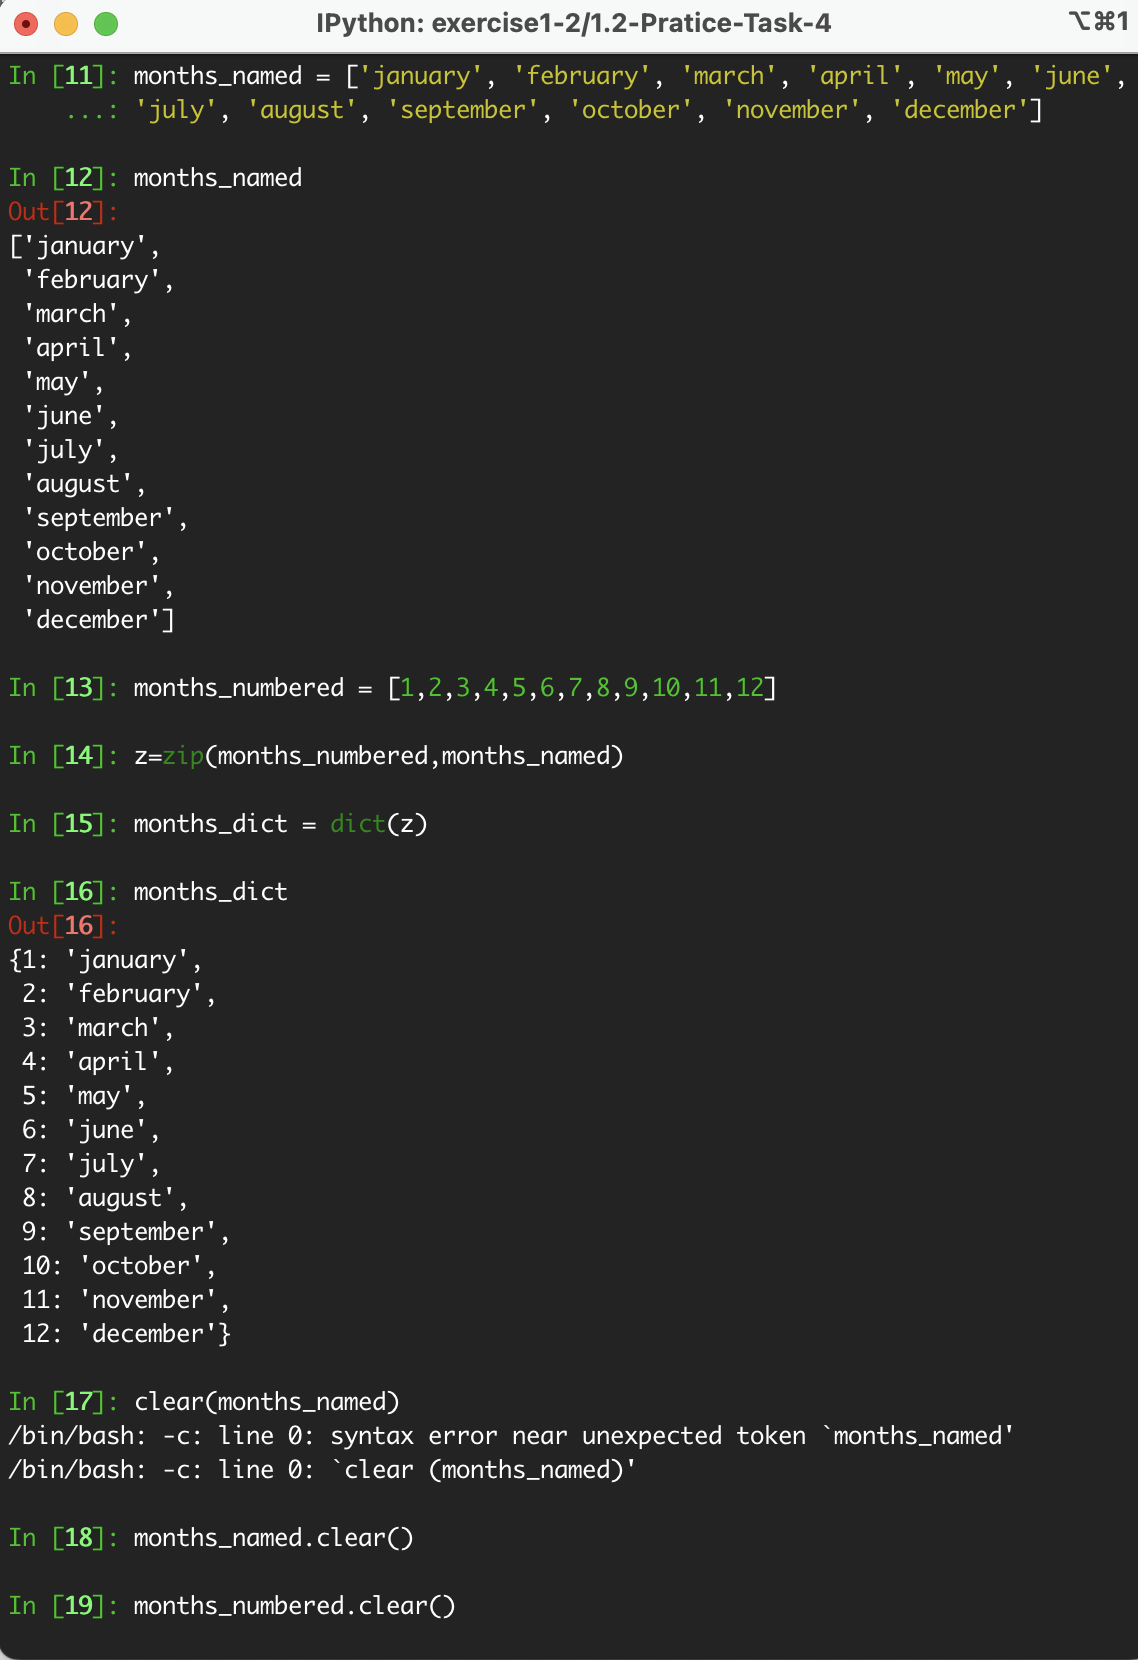 IPython: exercise1-2/1.2-Pratice-Task-4 ⌥⌘1
In [11]: months_named = ['january', 'february', 'march', 'april', 'may', 'june',
    ...: 'july', 'august', 'september', 'october', 'november', 'december']
In [12]: months_named
Out[12]:
['january',
 'february',
 'march',
 'april',
 'may',
 'june',
 'july',
 'august',
 'september',
 'october',
 'november',
 'december']
In [13]: months_numbered = [1,2,3,4,5,6,7,8,9,10,11,12]
In [14]: z=zip(months_numbered,months_named)
In [15]: months_dict = dict(z)
In [16]: months_dict
Out[16]:
{1: 'january',
 2: 'february',
 3: 'march',
 4: 'april',
 5: 'may',
 6: 'june',
 7: 'july',
 8: 'august',
 9: 'september',
 10: 'october',
 11: 'november',
 12: 'december'}
In [17]: clear(months_named)
/bin/bash: -c: line 0: syntax error near unexpected token `months_named'
/bin/bash: -c: line 0: `clear (months_named)'
In [18]: months_named.clear()
In [19]: months_numbered.clear()